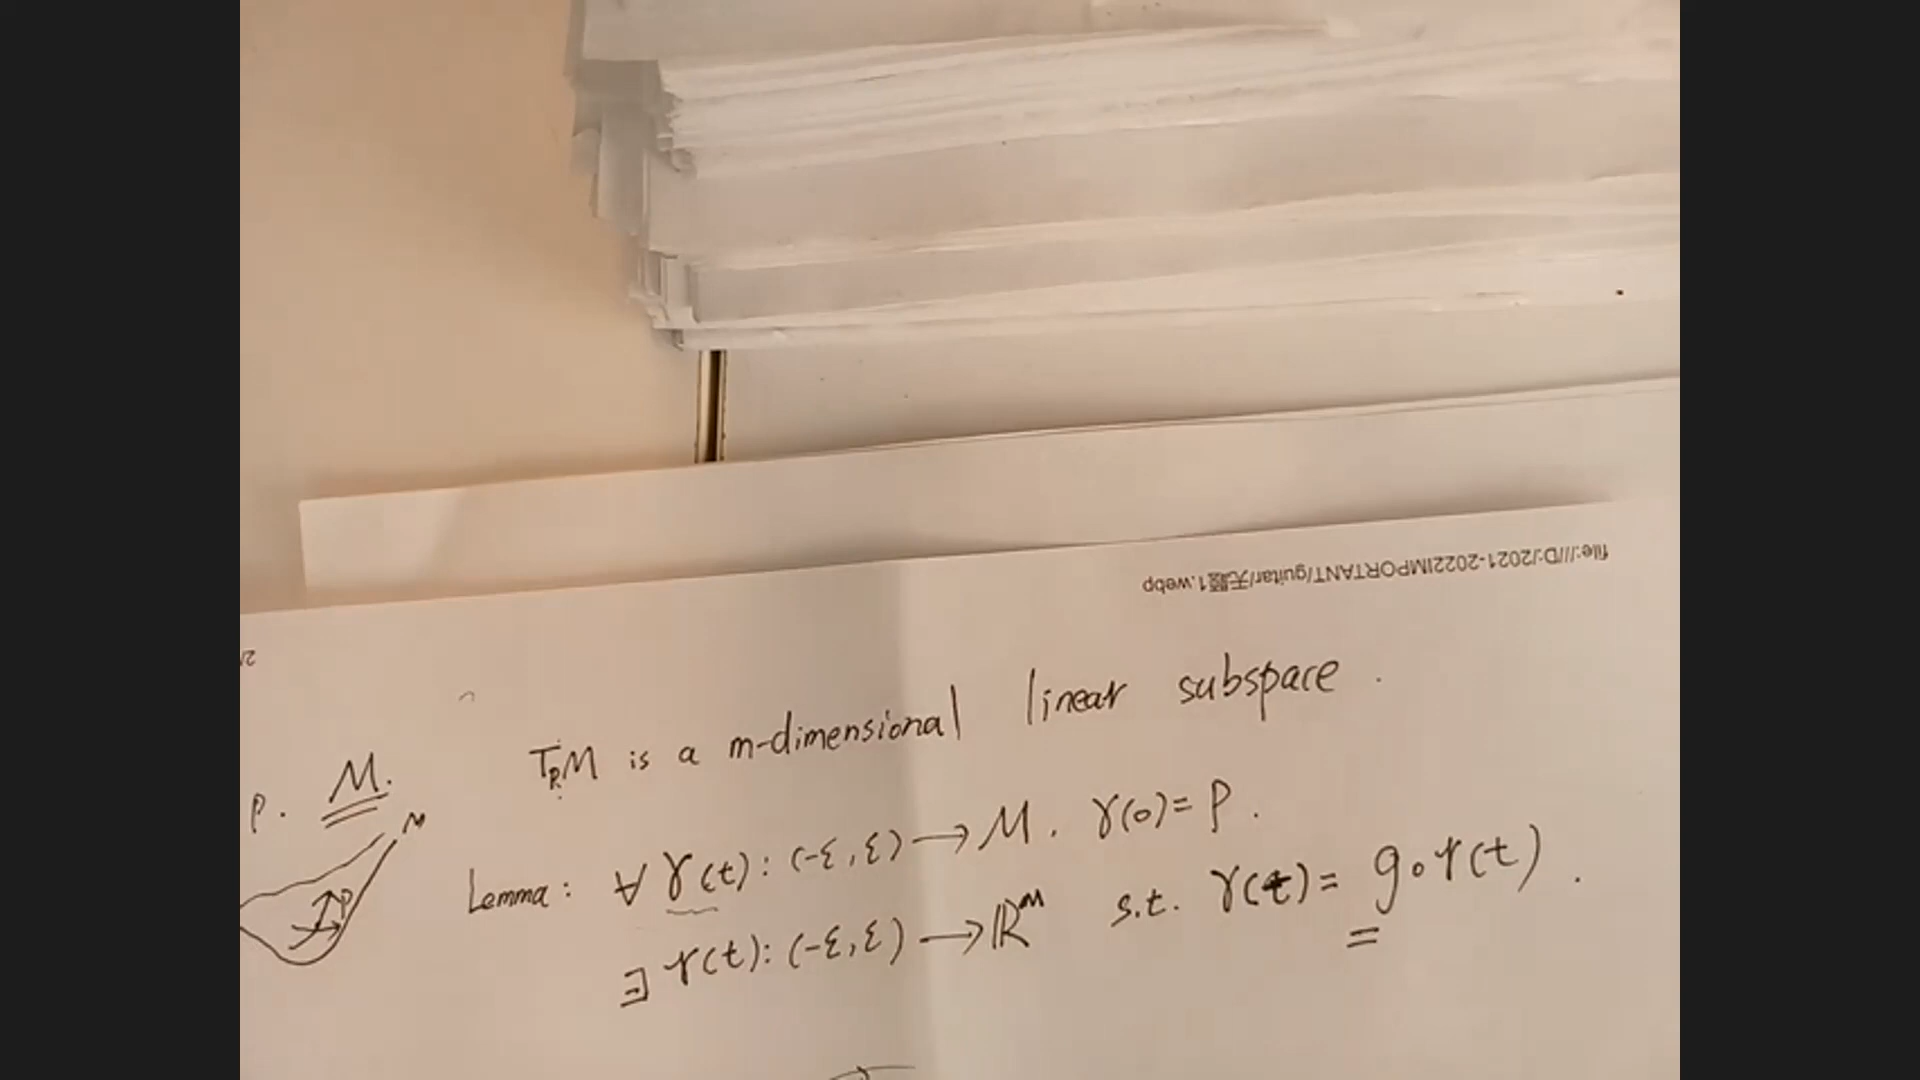 file:///D:/2021-2022IMPORTANT/guitar/无题1.webp
TₚM is a m-dimensional linear subspace.
P. M.
M
P
Lemma: ∀ γ(t): (-ε, ε) → M. γ(0) = P.
∃ r(t): (-ε, ε) → ℝᵐ s.t. γ(t) = g∘r(t).